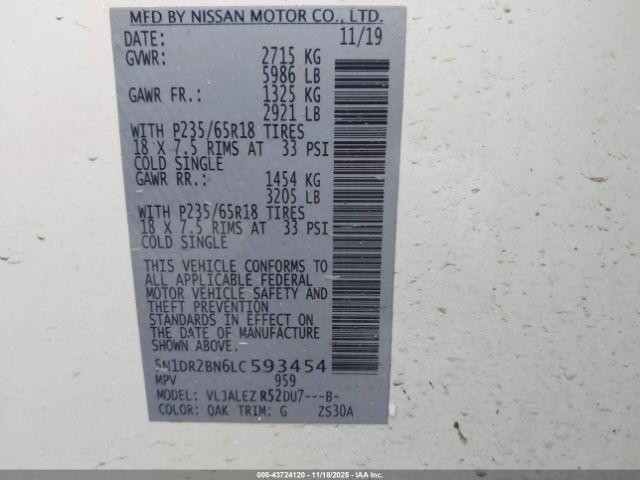 MFD BY NISSAN MOTOR CO., LTD.
DATE: 11/19
GVWR: 2715 KG
5986 LB
GAWR FR.: 1325 KG
2921 LB
WITH P235/65R18 TIRES
18 X 7.5 RIMS AT 33 PSI
COLD SINGLE
GAWR RR.: 1454 KG
3205 LB
WITH P235/65R18 TIRES
18 X 7.5 RIMS AT 33 PSI
COLD SINGLE
THIS VEHICLE CONFORMS TO
ALL APPLICABLE FEDERAL
MOTOR VEHICLE SAFETY AND
THEFT PREVENTION
STANDARDS IN EFFECT ON
THE DATE OF MANUFACTURE
SHOWN ABOVE.
5N1DR2BN6LC593454
MPV 959
MODEL: VLJALEZ R52DU7---B-
COLOR: QAK TRIM: G ZS30A
000-43724120 - 11/18/2025 - IAA Inc.